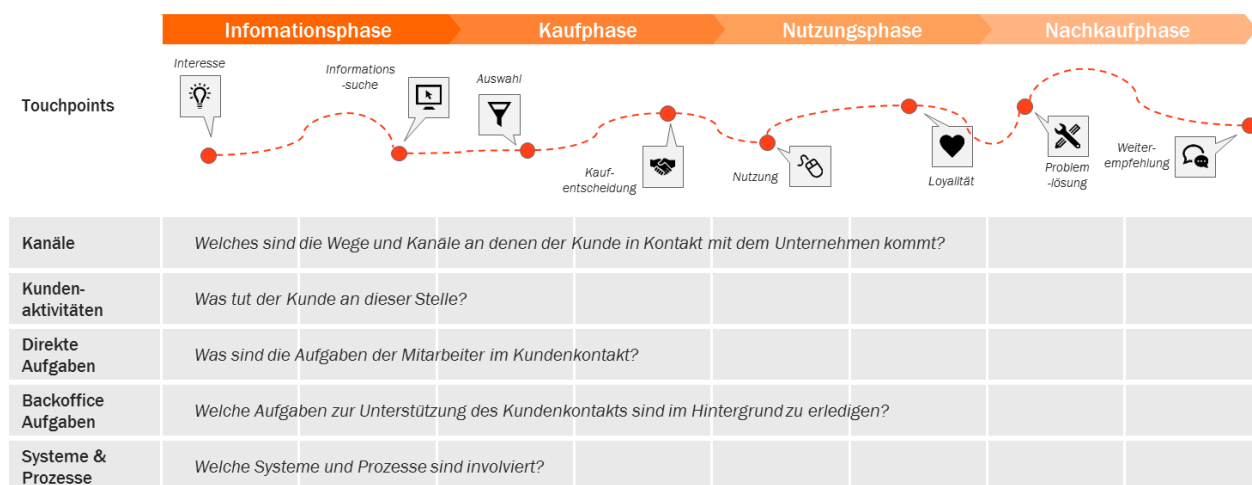 Infomationsphase
Kaufphase
Nutzungsphase
Nachkaufphase
Touchpoints
Interesse
Informations
-suche
Auswahl
Kauf-
entscheidung
Nutzung
Loyalität
Problem
-lösung
Weiter-
empfehlung
Kanäle
Welches sind die Wege und Kanäle an denen der Kunde in Kontakt mit dem Unternehmen kommt?
Kunden-
aktivitäten
Was tut der Kunde an dieser Stelle?
Direkte
Aufgaben
Was sind die Aufgaben der Mitarbeiter im Kundenkontakt?
Backoffice
Aufgaben
Welche Aufgaben zur Unterstützung des Kundenkontakts sind im Hintergrund zu erledigen?
Systeme &
Prozesse
Welche Systeme und Prozesse sind involviert?